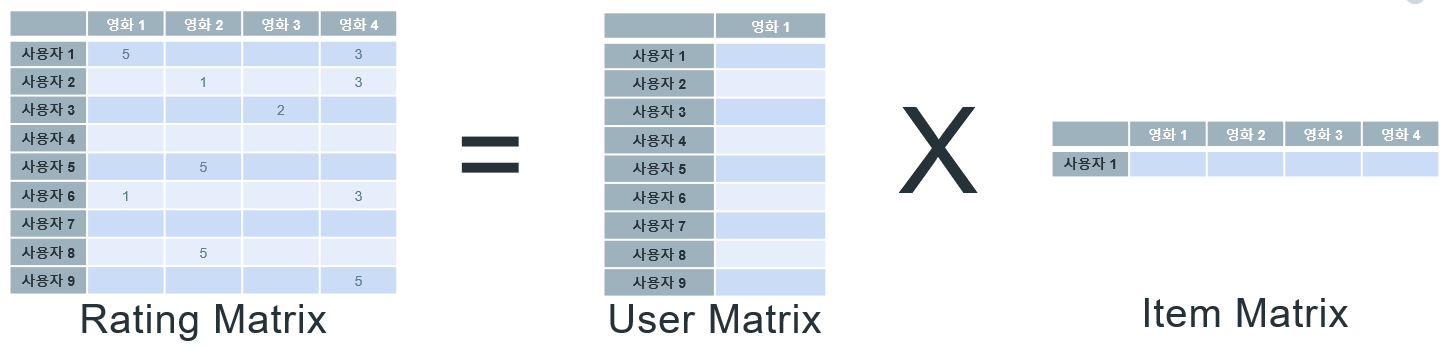 영화 1 영화 2 영화 3 영화 4
사용자 1 5 3
사용자 2 1 3
사용자 3 2
사용자 4
사용자 5 5
사용자 6 1 3
사용자 7
사용자 8 5
사용자 9 5
Rating Matrix
=
영화 1
사용자 1
사용자 2
사용자 3
사용자 4
사용자 5
사용자 6
사용자 7
사용자 8
사용자 9
User Matrix
X
영화 1 영화 2 영화 3 영화 4
사용자 1
Item Matrix